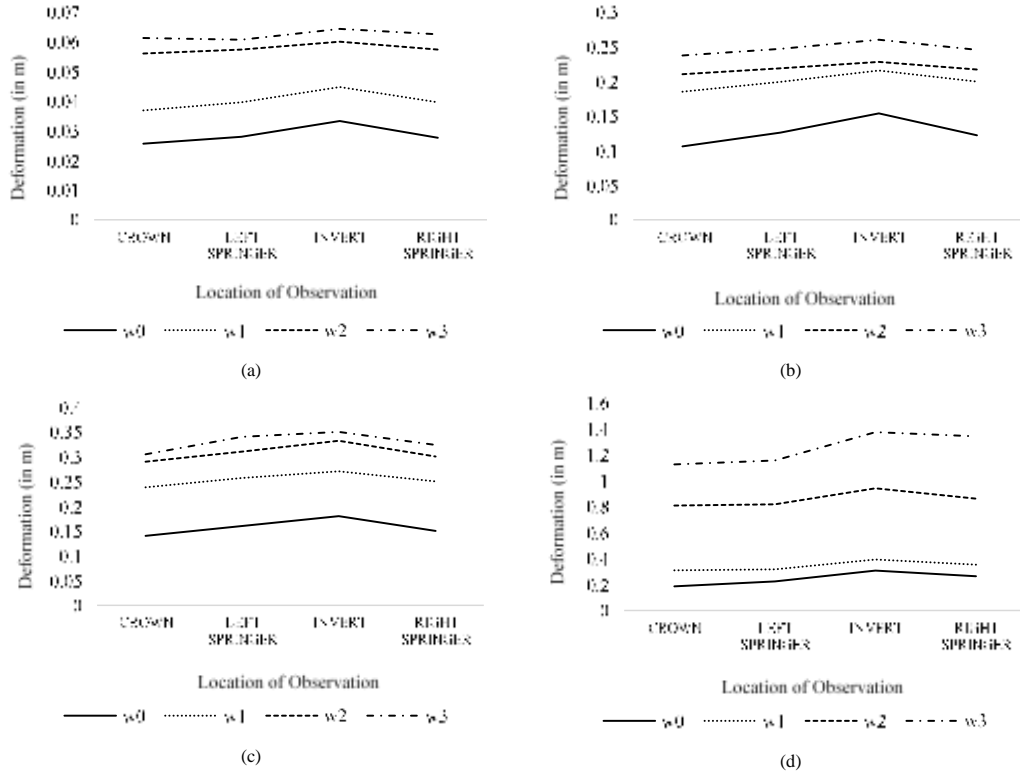 0.07
0.06
0.05
0.04
0.03
0.02
0.01
0
Deformation (in m)
CROWN
LEFT SPRINGER
INVERT
RIGHT SPRINGER
Location of Observation
w0 w1 w2 w3
(a)
0.3
0.25
0.2
0.15
0.1
0.05
0
Deformation (in m)
CROWN
LEFT SPRINGER
INVERT
RIGHT SPRINGER
Location of Observation
w0 w1 w2 w3
(b)
0.4
0.35
0.3
0.25
0.2
0.15
0.1
0.05
0
Deformation (in m)
CROWN
LEFT SPRINGER
INVERT
RIGHT SPRINGER
Location of Observation
w0 w1 w2 w3
(c)
1.6
1.4
1.2
1
0.8
0.6
0.4
0.2
0
Deformation (in m)
CROWN
LEFT SPRINGER
INVERT
RIGHT SPRINGER
Location of Observation
w0 w1 w2 w3
(d)